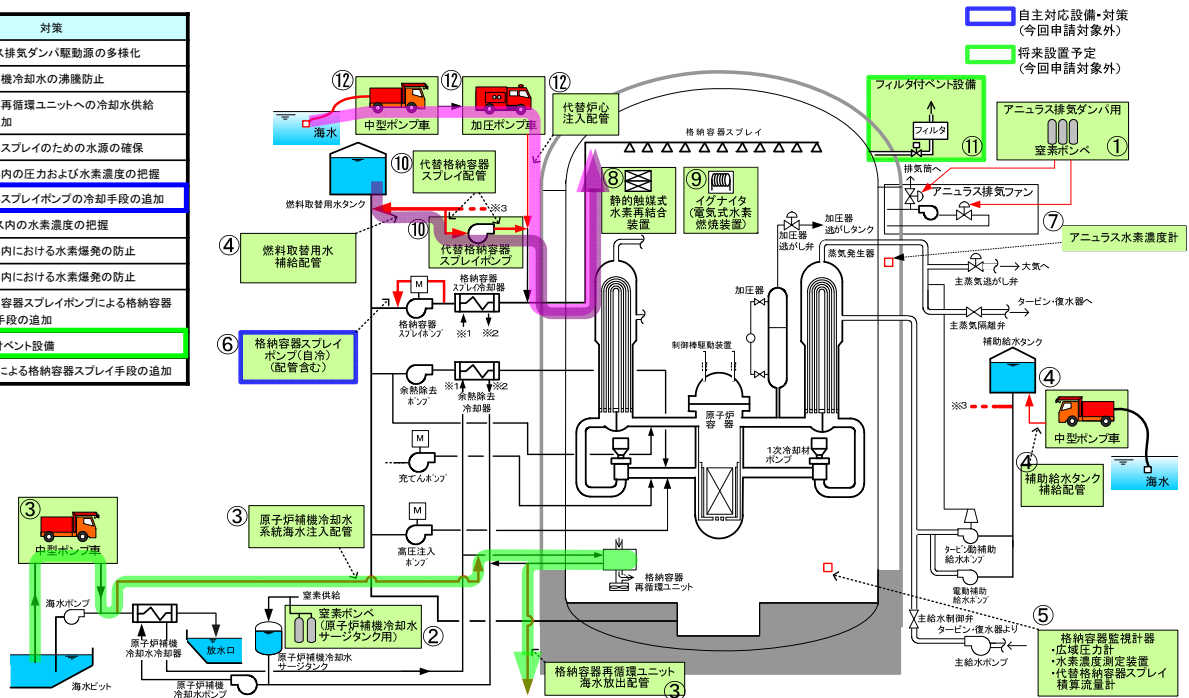 対策
ス排気ダンパ駆動源の多様化
機冷却水の沸騰防止
再循環ユニットへの冷却水供給
加
スプレイのための水源の確保
内の圧力および水素濃度の把握
スプレイポンプの冷却手段の追加
ス内の水素濃度の把握
内における水素爆発の防止
内における水素爆発の防止
容器スプレイポンプによる格納容器
手段の追加
ベント設備
による格納容器スプレイ手段の追加
自主対応設備・対策
(今回申請対象外)
将来設置予定
(今回申請対象外)
⑫
⑫
⑫
海水
中型ポンプ車
加圧ポンプ車
代替炉心
注入配管
格納容器スプレイ
フィルタ付ベント設備
フィルタ
⑪
アニュラス排気ダンパ用
窒素ボンベ
①
排気筒へ
アニュラス排気ファン
⑦
アニュラス水素濃度計
燃料取替用水タンク
⑩
代替格納容器
スプレイ配管
※3
⑩
代替格納容器
スプレイポンプ
④
燃料取替用水
補給配管
⑧
静的触媒式
水素再結合
装置
⑨
イグナイタ
(電気式水素
燃焼装置)
加圧器
逃がしタンク
加圧器
逃がし弁
蒸気発生器
大気へ
主蒸気逃がし弁
タービン・復水器へ
主蒸気隔離弁
加圧器
M
格納容器
スプレイポンプ
格納容器
スプレイ冷却器
※1
※2
⑥
格納容器スプレイ
ポンプ(自冷)
(配管含む)
余熱除去
ポンプ
※1
※2
余熱除去
冷却器
制御棒駆動装置
原子炉
容器
1次冷却材
ポンプ
M
充てんポンプ
M
高圧注入
ポンプ
補助給水タンク
④
※3
中型ポンプ車
④
補助給水タンク
補給配管
海水
タービン動補助
給水ポンプ
電動補助
給水ポンプ
主給水制御弁
タービン・復水器より
主給水ポンプ
⑤
格納容器監視計器
・広域圧力計
・水素濃度測定装置
・代替格納容器スプレイ
積算流量計
③
中型ポンプ車
③
原子炉補機冷却水
系統海水注入配管
格納容器
再循環ユニット
海水ポンプ
原子炉補機
冷却水冷却器
放水口
窒素供給
窒素ボンベ
(原子炉補機冷却水
サージタンク用)
②
原子炉補機冷却水
サージタンク
海水ピット
原子炉補機
冷却水ポンプ
格納容器再循環ユニット
海水放出配管
③